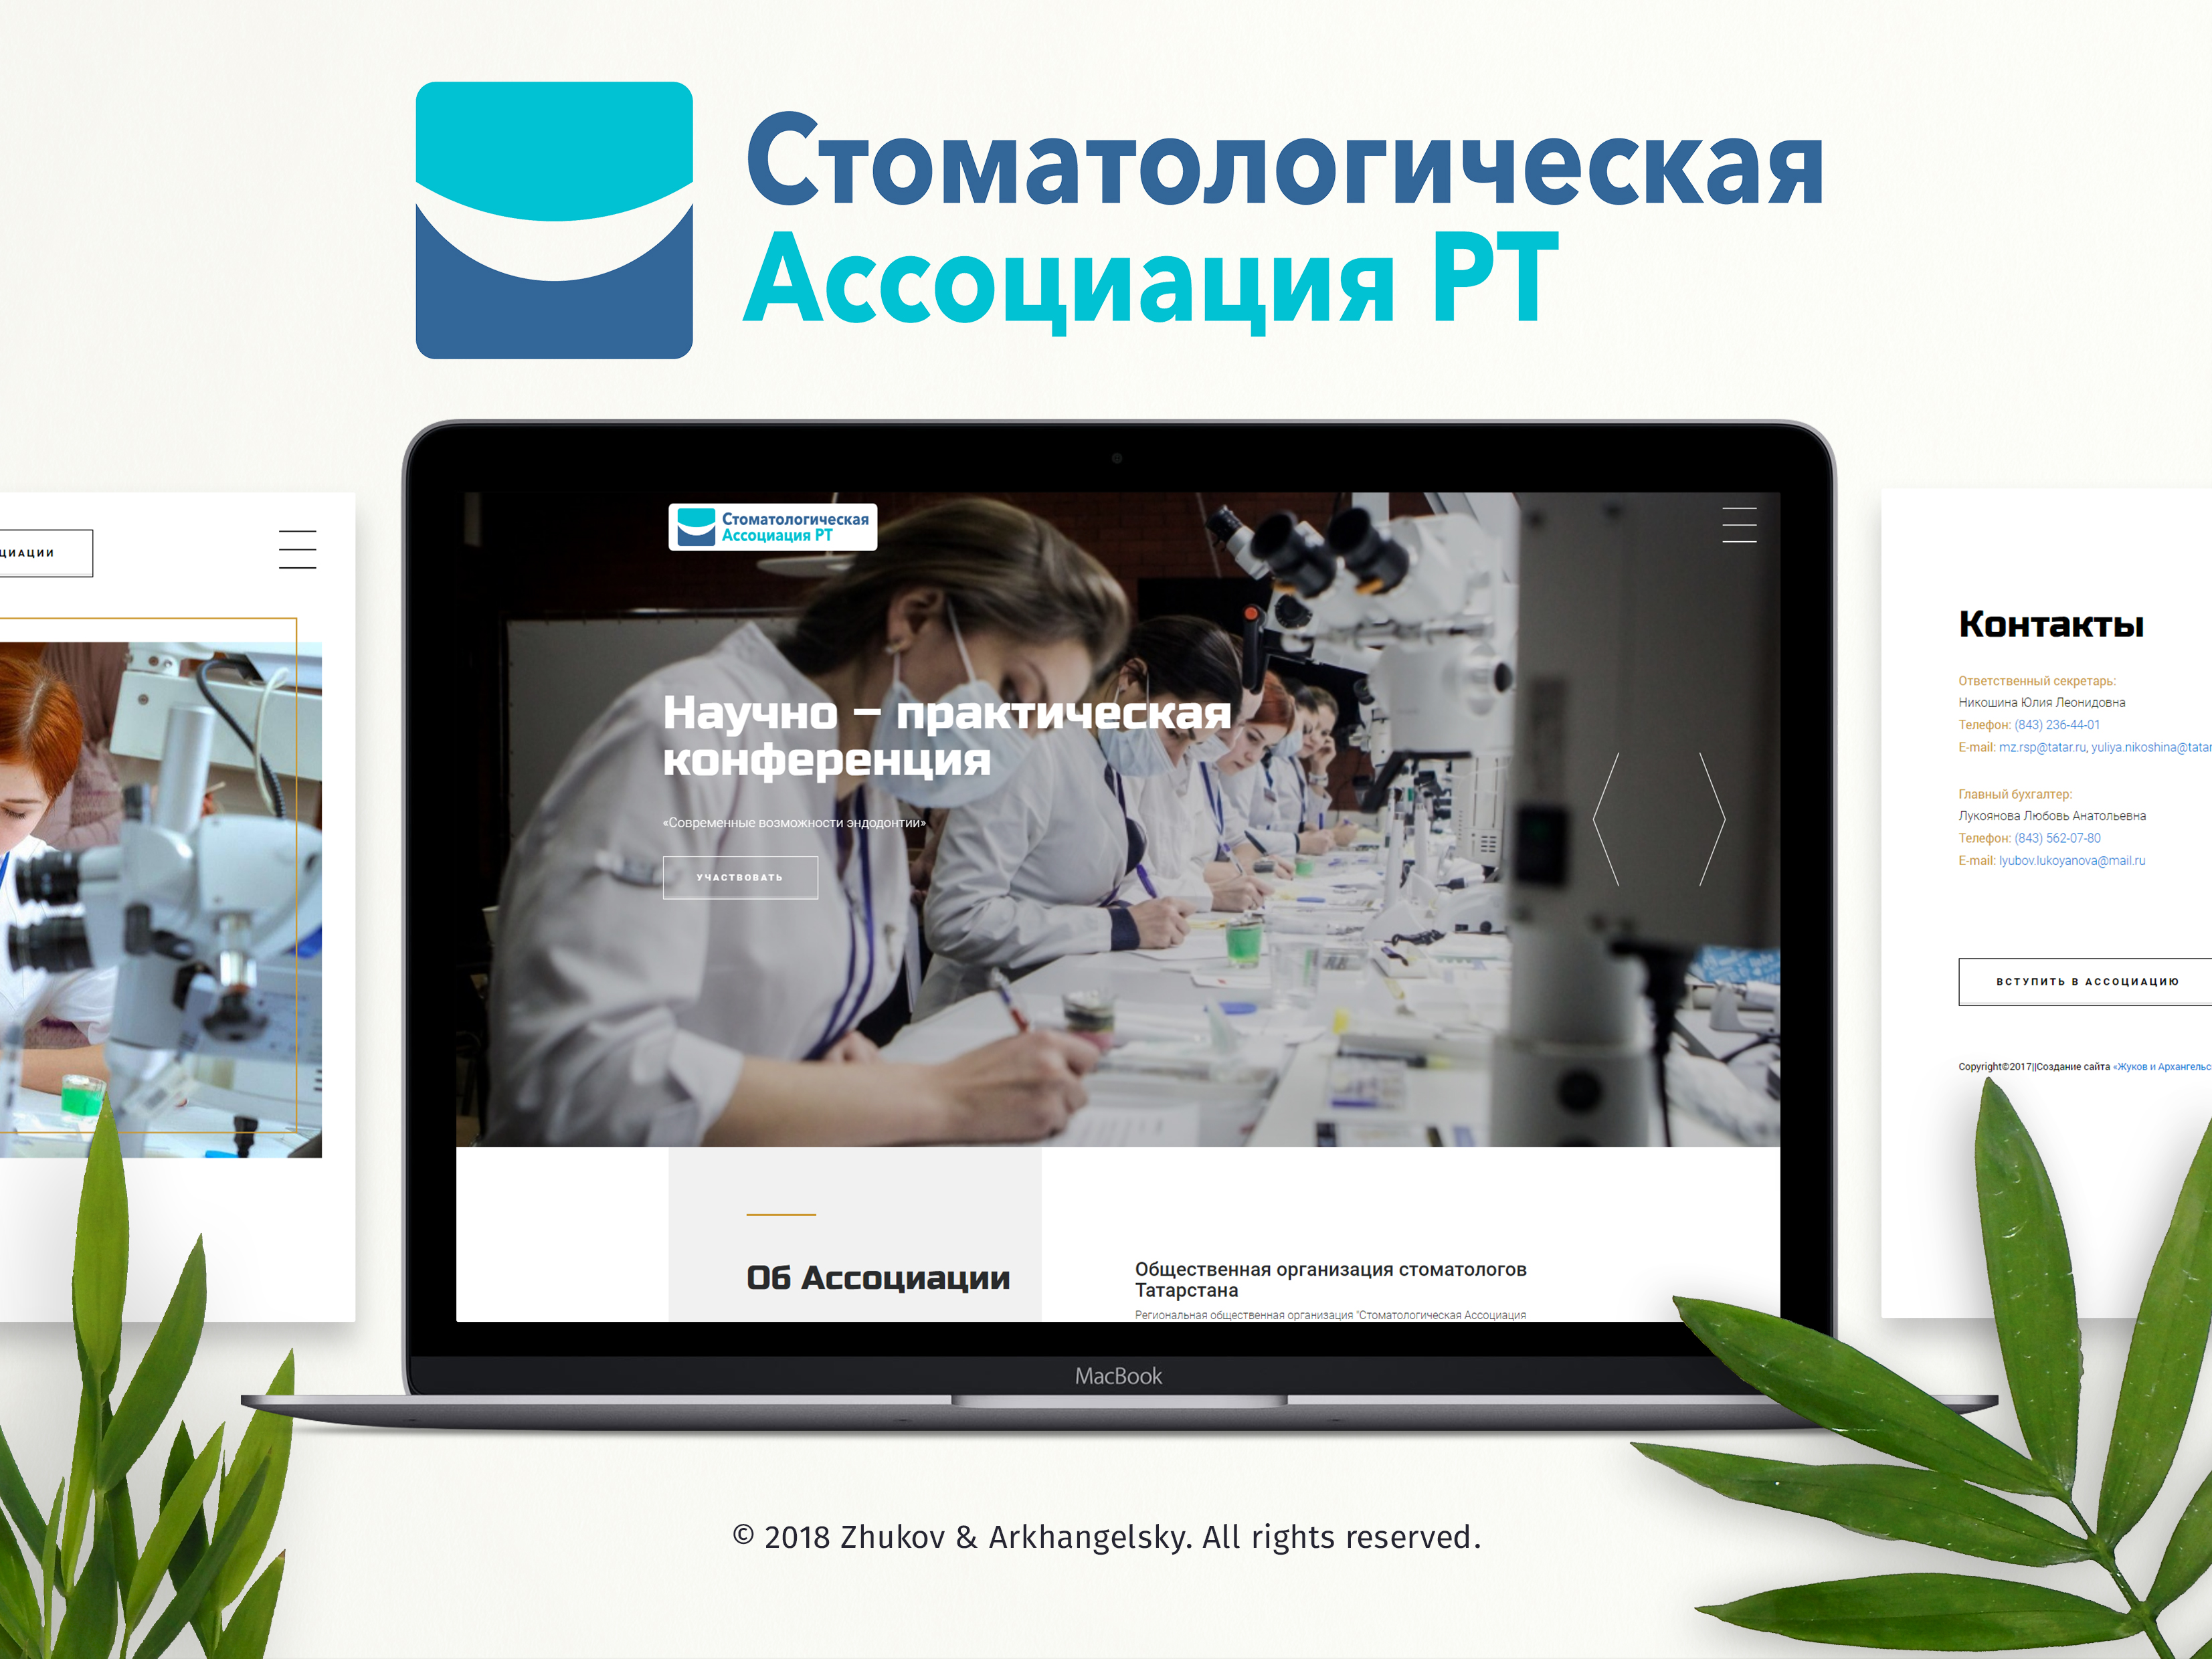 Стоматологическая
Ассоциация РТ
ЦИАЦИИ
Стоматологическая
Ассоциация РТ
Научно – практическая
конференция
«Современные возможности эндодонтии»
УЧАСТВОВАТЬ
Об Ассоциации
Общественная организация стоматологов
Татарстана
Региональная общественная организация "Стоматологическая Ассоциация
MacBook
Контакты
Ответственный секретарь:
Никошина Юлия Леонидовна
Телефон: (843) 236-44-01
E-mail: mz.rsp@tatar.ru, yuliya.nikoshina@tatar
Главный бухгалтер:
Лукоянова Любовь Анатольевна
Телефон: (843) 562-07-80
E-mail: lyubov.lukoyanova@mail.ru
ВСТУПИТЬ В АССОЦИАЦИЮ
Copyright©2017||Создание сайта «Жуков и Архангельс
© 2018 Zhukov & Arkhangelsky. All rights reserved.